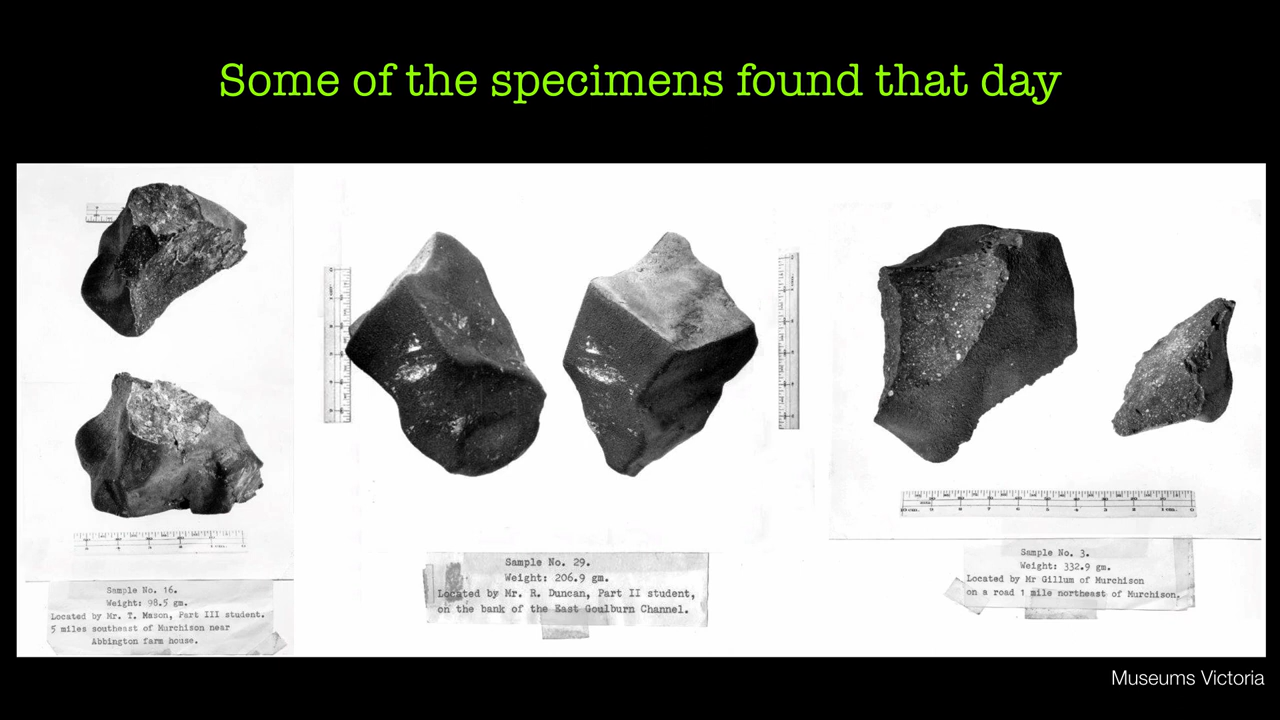 Some of the specimens found that day
Sample No. 16.
Weight: 98.5 gm.
Located by Mr. T. Mason, Part III student.
5 miles southeast of Murchison near
Abbington farm house.
Sample No. 29.
Weight: 206.9 gm.
Located by Mr. R. Duncan, Part II student,
on the bank of the East Goulburn Channel.
Sample No. 3.
Weight: 332.9 gm.
Located by Mr Gillum of Murchison
on a road 1 mile northeast of Murchison.
Museums Victoria